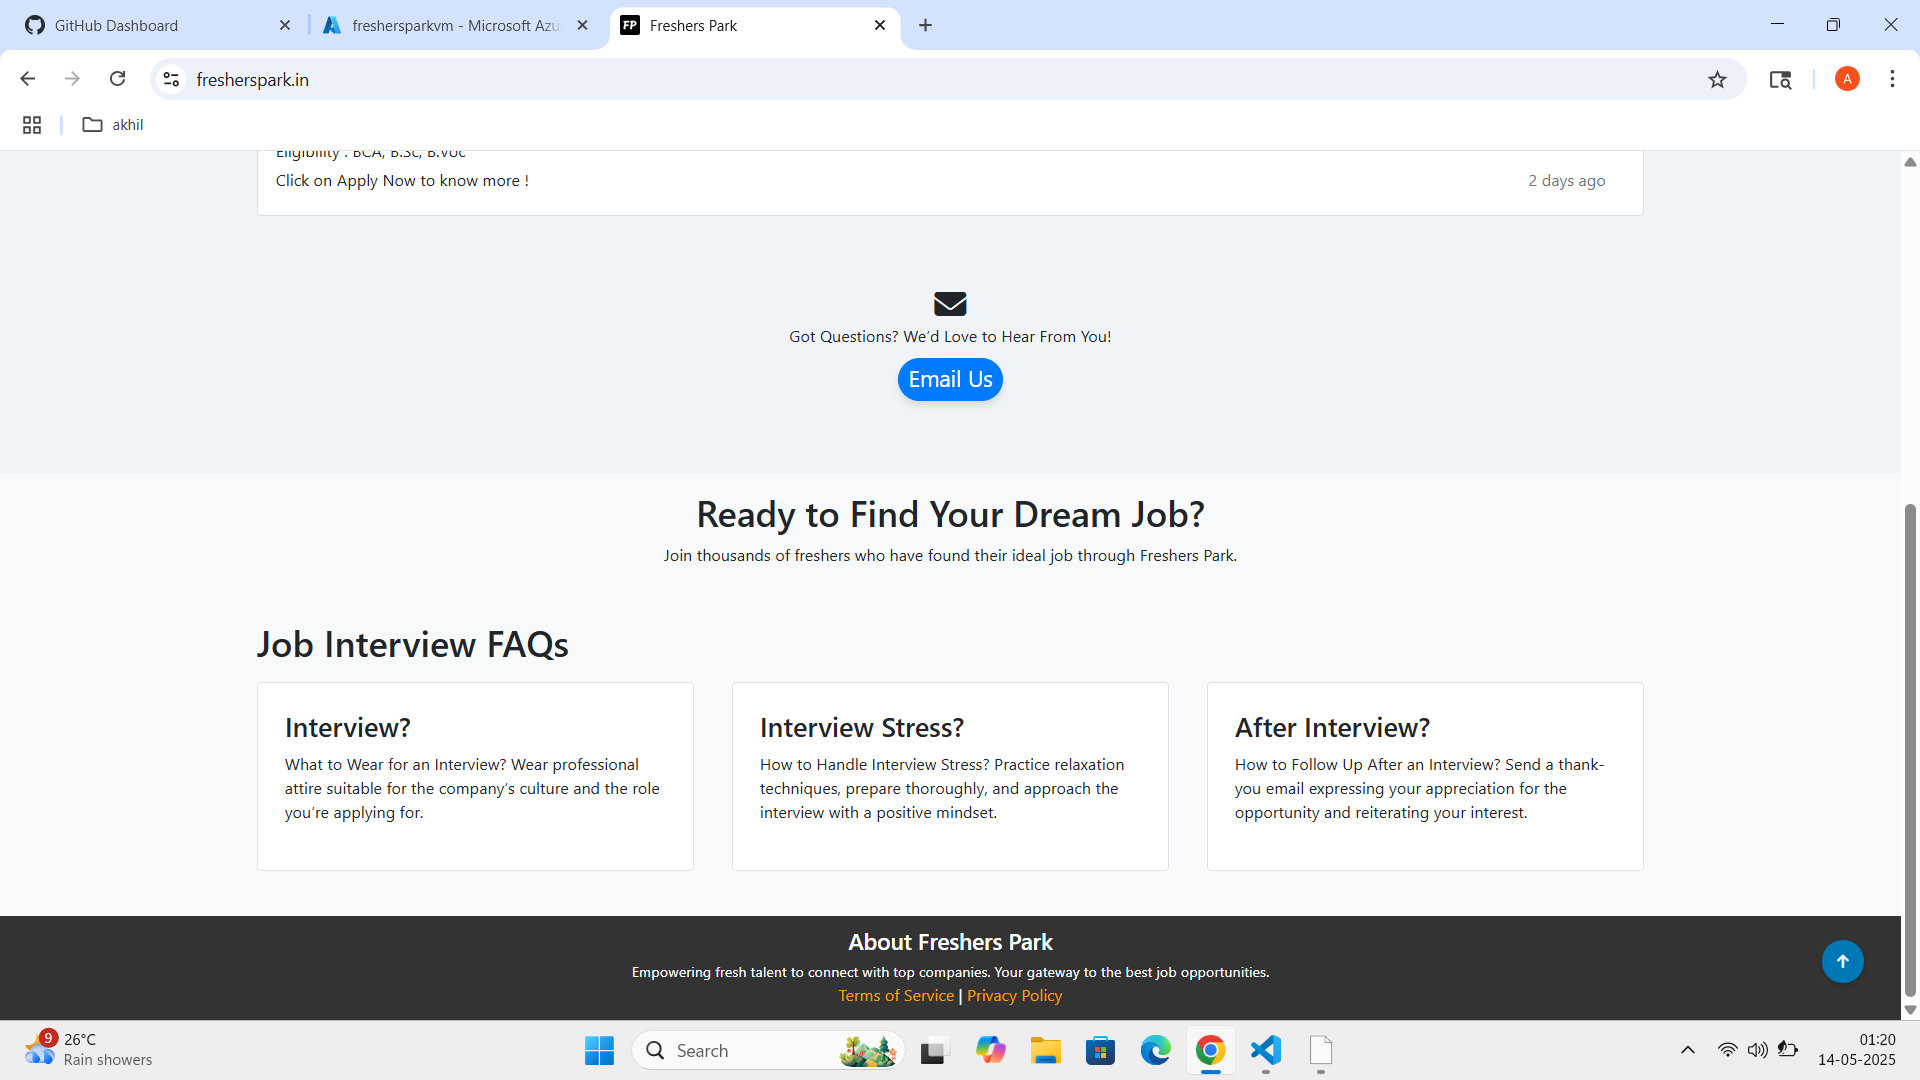 GitHub Dashboard
freshersparkvm - Microsoft Azu
FP Freshers Park
fresherspark.in
A
akhil
Eligibility : BCA, B.Sc, B.Voc
Click on Apply Now to know more !
2 days ago
Got Questions? We’d Love to Hear From You!
Email Us
Ready to Find Your Dream Job?
Join thousands of freshers who have found their ideal job through Freshers Park.
Job Interview FAQs
Interview?
What to Wear for an Interview? Wear professional
attire suitable for the company’s culture and the role
you’re applying for.
Interview Stress?
How to Handle Interview Stress? Practice relaxation
techniques, prepare thoroughly, and approach the
interview with a positive mindset.
After Interview?
How to Follow Up After an Interview? Send a thank-
you email expressing your appreciation for the
opportunity and reiterating your interest.
About Freshers Park
Empowering fresh talent to connect with top companies. Your gateway to the best job opportunities.
Terms of Service | Privacy Policy
9
26°C
Rain showers
Search
01:20
14-05-2025